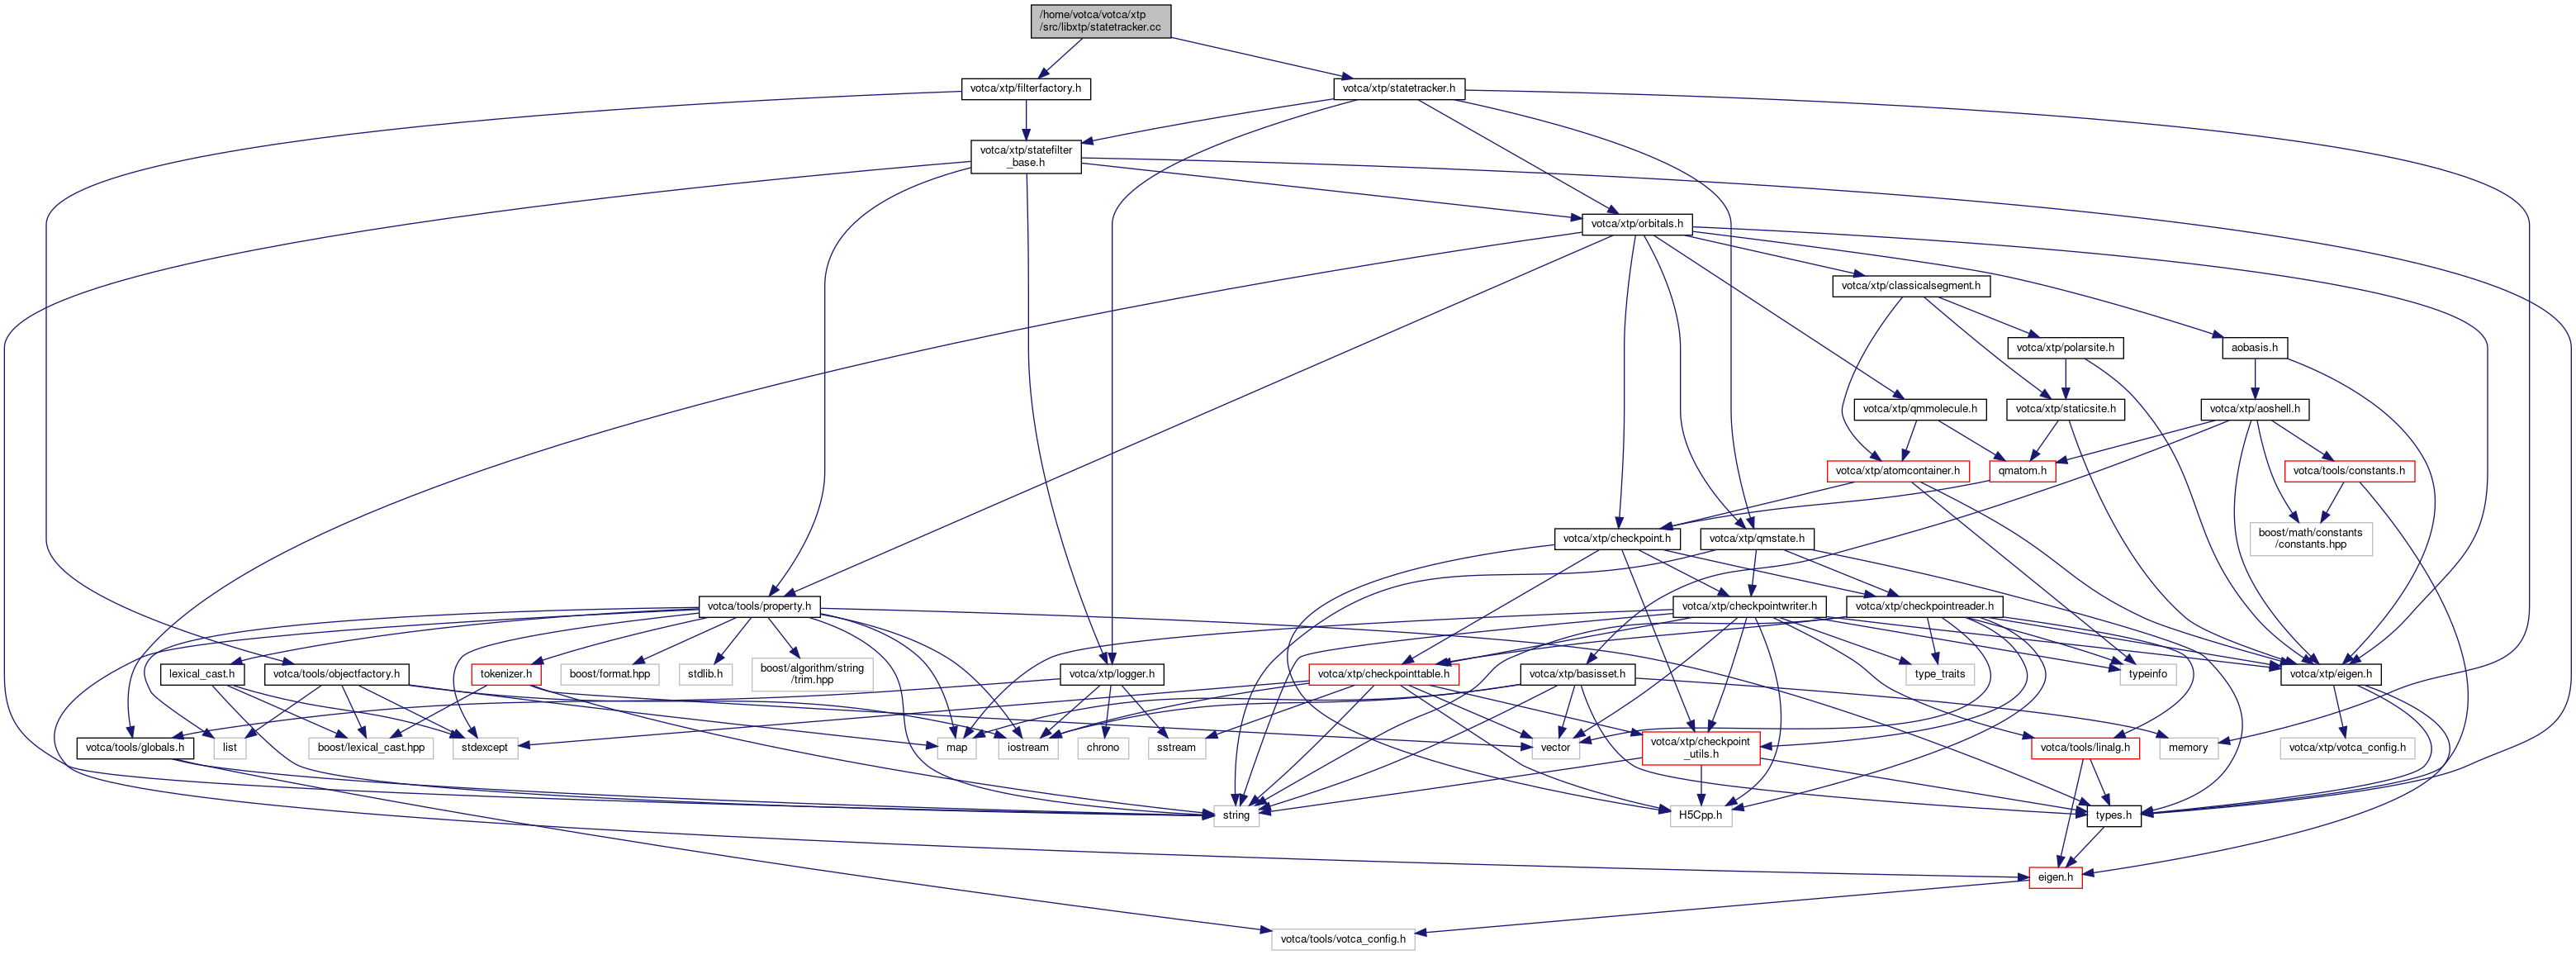 /home/votca/votca/xtp
/src/libxtp/statetracker.cc
votca/xtp/filterfactory.h
votca/xtp/statetracker.h
votca/xtp/statefilter
_base.h
votca/xtp/orbitals.h
votca/xtp/classicalsegment.h
votca/xtp/polarsite.h
aobasis.h
votca/xtp/qmmolecule.h
votca/xtp/staticsite.h
votca/xtp/aoshell.h
votca/xtp/atomcontainer.h
qmatom.h
votca/tools/constants.h
votca/xtp/checkpoint.h
votca/xtp/qmstate.h
boost/math/constants
/constants.hpp
votca/tools/property.h
votca/xtp/checkpointwriter.h
votca/xtp/checkpointreader.h
lexical_cast.h
votca/tools/objectfactory.h
tokenizer.h
boost/format.hpp
stdlib.h
boost/algorithm/string
/trim.hpp
votca/xtp/logger.h
votca/xtp/checkpointtable.h
votca/xtp/basisset.h
type_traits
typeinfo
votca/xtp/eigen.h
votca/tools/globals.h
list
boost/lexical_cast.hpp
stdexcept
map
iostream
chrono
sstream
vector
votca/xtp/checkpoint
_utils.h
votca/tools/linalg.h
memory
votca/xtp/votca_config.h
string
H5Cpp.h
types.h
eigen.h
votca/tools/votca_config.h